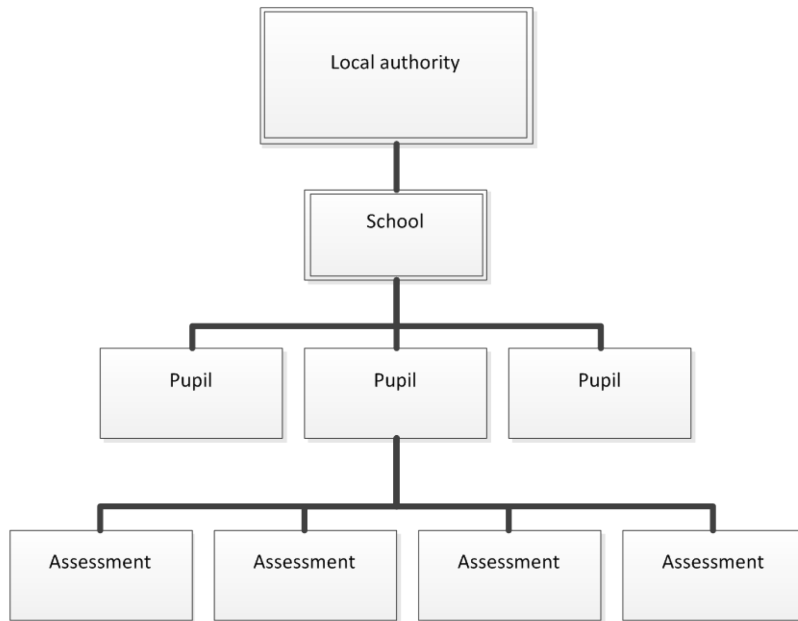 Local authority
School
Pupil
Pupil
Pupil
Assessment
Assessment
Assessment
Assessment